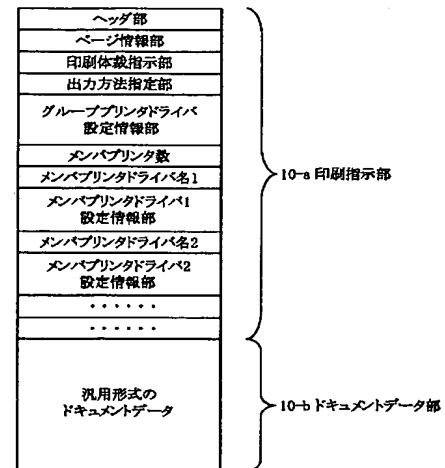 ヘッダ部
ページ情報部
印刷体裁指示部
出力方法指定部
グループプリンタドライバ
設定情報部
メンバプリンタ数
メンバプリンタドライバ名1
メンバプリンタドライバ1
設定情報部
メンバプリンタドライバ名2
メンバプリンタドライバ2
設定情報部
・・・・・・
・・・・・・
10-a 印刷指示部
汎用形式の
ドキュメントデータ
10-b ドキュメントデータ部